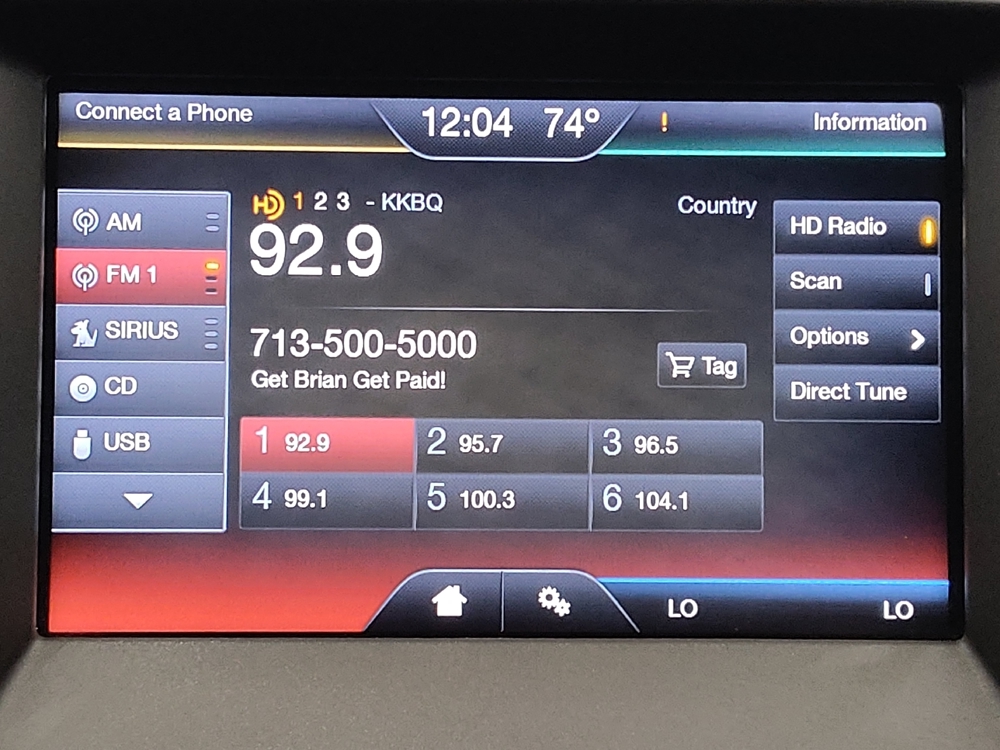 Connect a Phone
12:04 74° ! Information
AM
FM 1
SIRIUS
CD
USB
HD 1 2 3 - KKBQ
Country
92.9
713-500-5000
Get Brian Get Paid!
Tag
1 92.9 2 95.7 3 96.5
4 99.1 5 100.3 6 104.1
HD Radio
Scan
Options
Direct Tune
LO LO